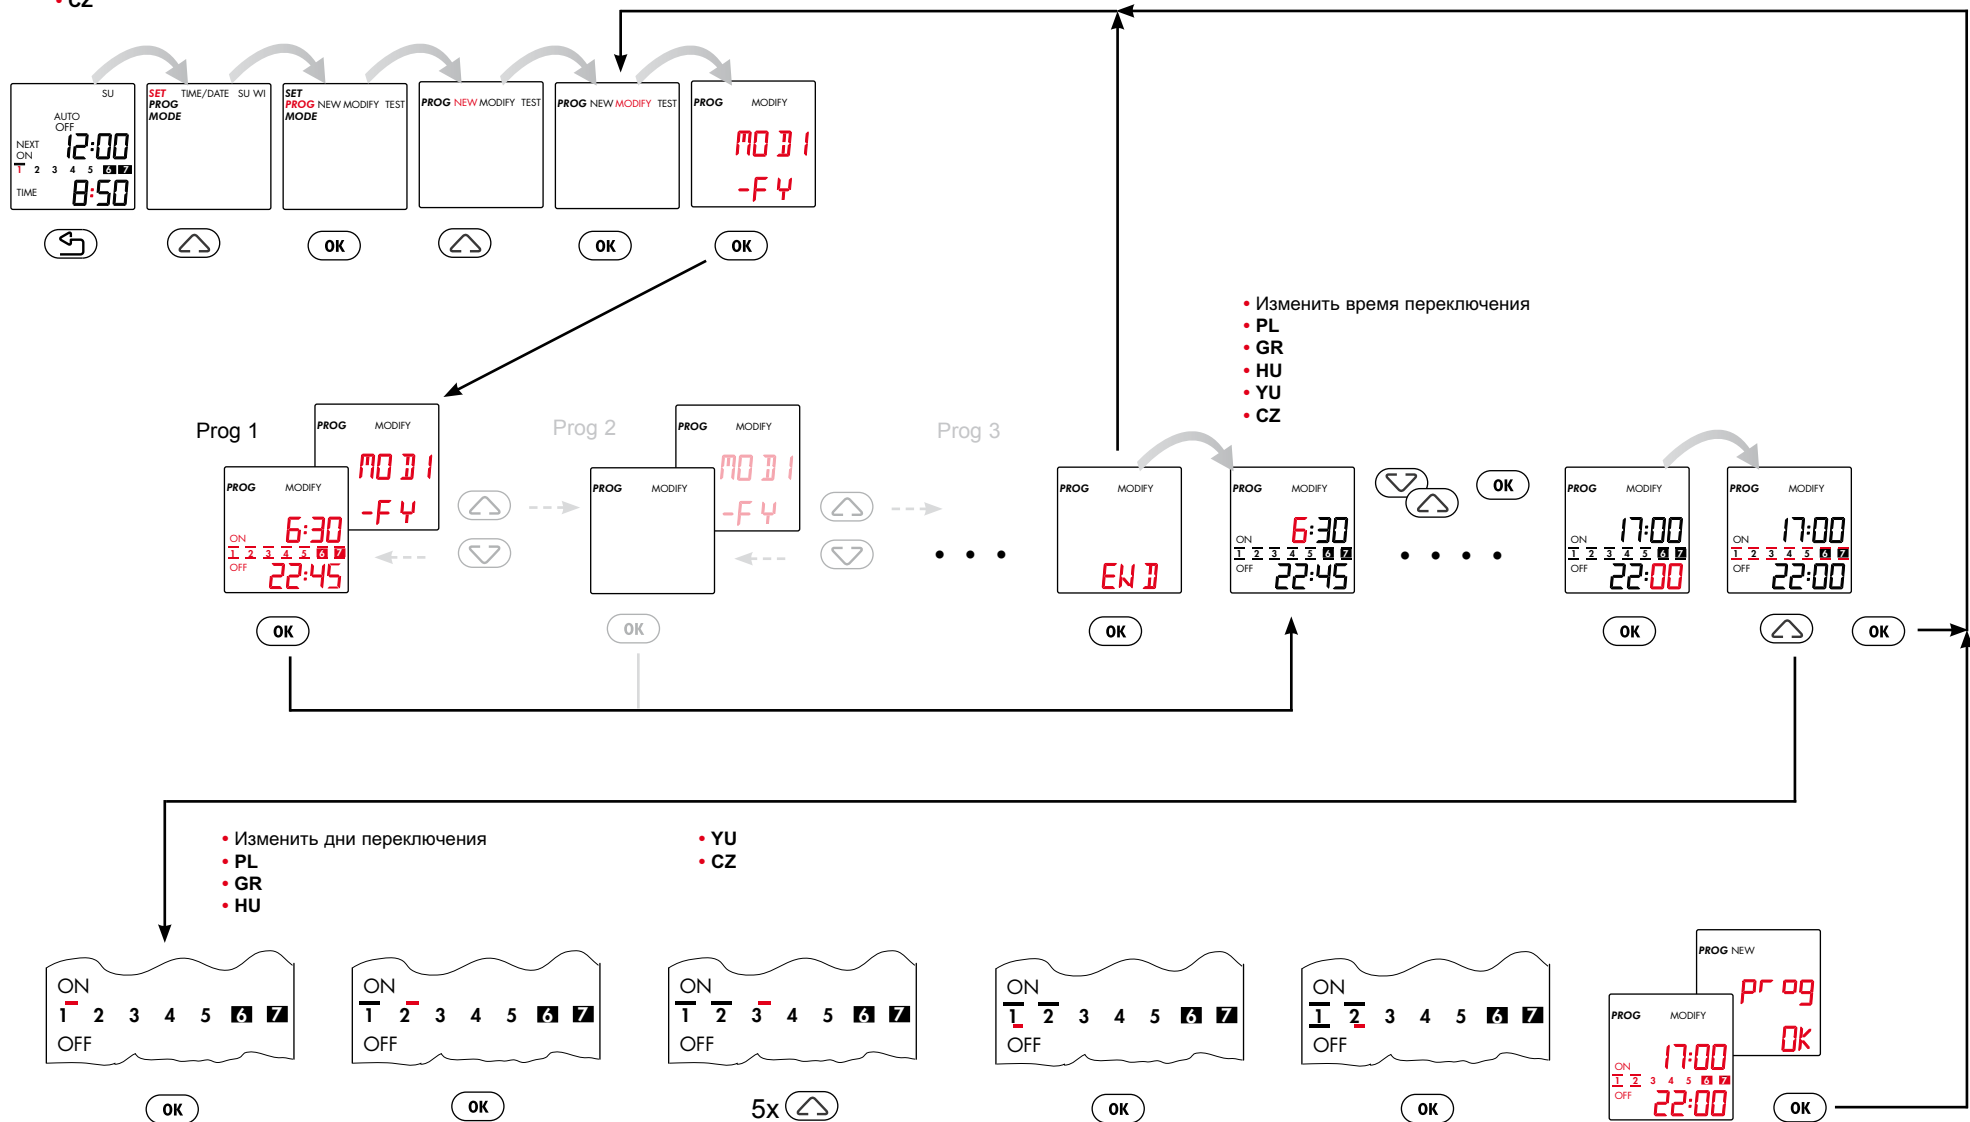 • CZ
SU
AUTO
OFF
NEXT
ON
12:00
1 2 3 4 5 6 7
TIME 8:50
SET TIME/DATE SU WI
PROG
MODE
SET
PROG NEW MODIFY TEST
MODE
PROG NEW MODIFY TEST
PROG NEW MODIFY TEST
PROG MODIFY
MODI
-FY
OK
OK
OK
• Изменить время переключения
• PL
• GR
• HU
• YU
• CZ
Prog 1
PROG MODIFY
MODI
-FY
PROG MODIFY
6:30
ON
1 2 3 4 5 6 7
OFF
22:45
OK
Prog 2
PROG MODIFY
MODI
-FY
PROG MODIFY
OK
Prog 3
PROG MODIFY
END
OK
PROG MODIFY
6:30
ON
1 2 3 4 5 6 7
OFF
22:45
OK
PROG MODIFY
17:00
ON
1 2 3 4 5 6 7
OFF
22:00
OK
PROG MODIFY
17:00
ON
1 2 3 4 5 6 7
OFF
22:00
OK
• Изменить дни переключения
• PL
• GR
• HU
• YU
• CZ
ON
1 2 3 4 5 6 7
OFF
OK
ON
1 2 3 4 5 6 7
OFF
OK
ON
1 2 3 4 5 6 7
OFF
5x
ON
1 2 3 4 5 6 7
OFF
OK
ON
1 2 3 4 5 6 7
OFF
OK
PROG NEW
prog
OK
PROG MODIFY
17:00
ON
1 2 3 4 5 6 7
OFF
22:00
OK